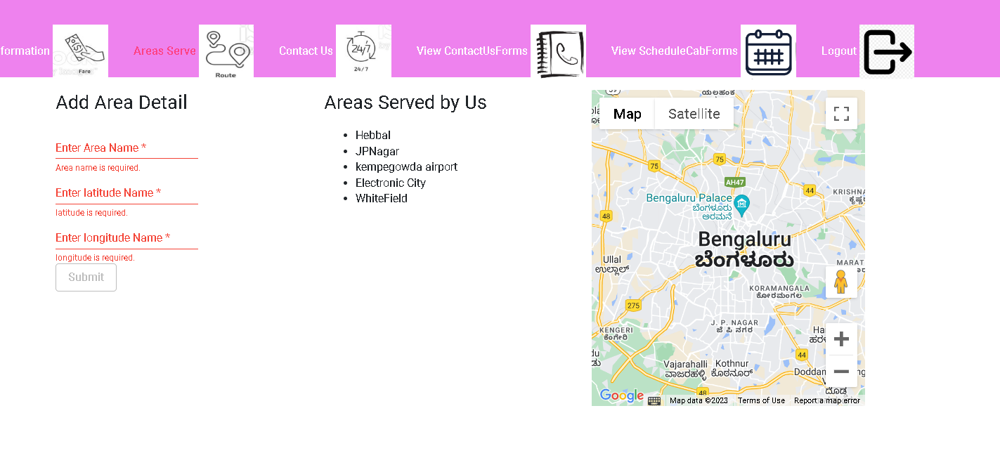 formation
Fare
Areas Serve
Route
Contact Us
24/7
24/7
View ContactUsForms
View ScheduleCabForms
Logout
Add Area Detail
Enter Area Name *
Area name is required.
Enter latitude Name *
latitude is required.
Enter longitude Name *
longitude is required.
Submit
Areas Served by Us
Hebbal
JPNagar
kempegowda airport
Electronic City
WhiteField
Map
Satellite
ಯಲಹಂಕ
75
75
AH47
44
KRISHNA
Bengaluru Palace
ಬೆಂಗಳೂರು
ಅರಮನೆ
48
Bengaluru
ಬೆಂಗಳೂರು
Ullal
ಉಲ್ಲಾಳ್
MARAT
KORAMANGALA
ಕೋರಮಂಗಲ
275
J. P. NAGAR
ಜೆ ಪಿ ನಗರ
KENGERI
ಕೆಂಗೇರಿ
44
Vajarahalli
ವಾಜರಹಳ್ಳಿ
Kothnur
ಕೊಠನೂರ್
Doddan
ದೊಡ
48
Google
Map data ©2023
Terms of Use
Report a map error